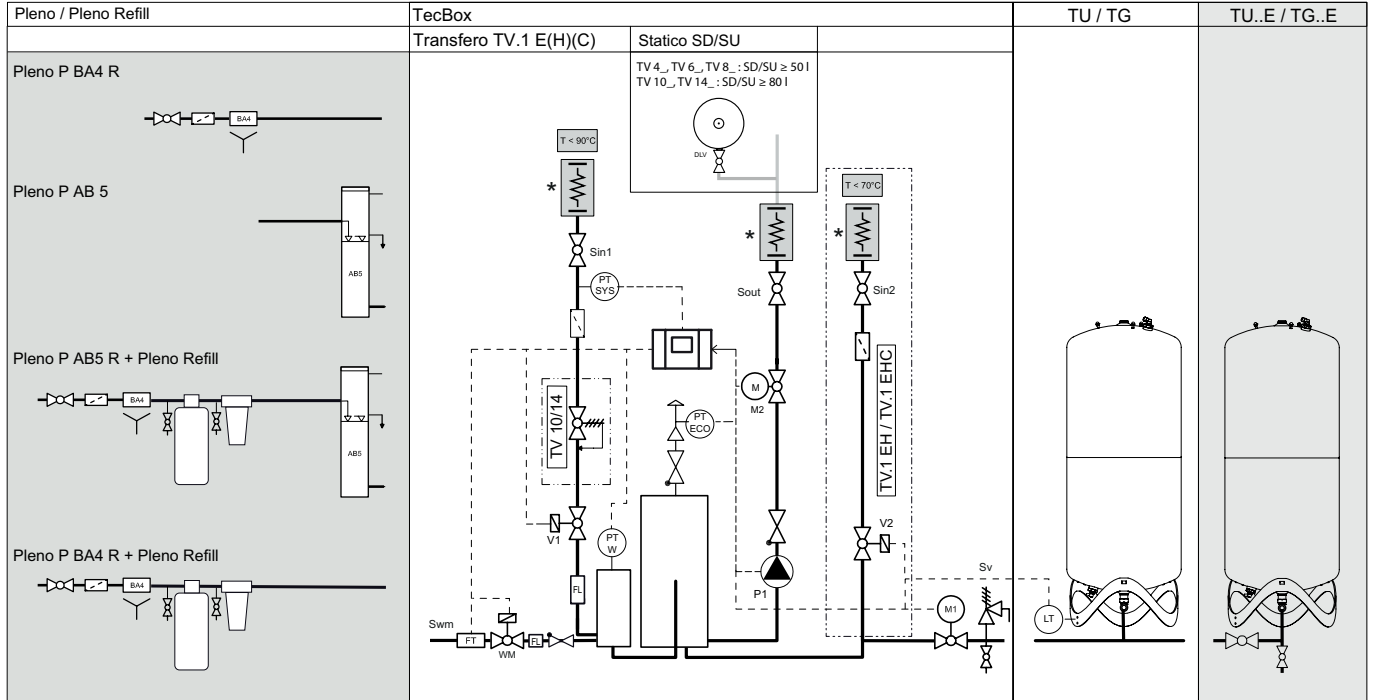 Pleno / Pleno Refill
TecBox
TU / TG
TU..E / TG..E
Transfero TV.1 E(H)(C)
Statico SD/SU
Pleno P BA4 R
BA4
Pleno P AB 5
AB5
Pleno P AB5 R + Pleno Refill
BA4
AB5
Pleno P BA4 R + Pleno Refill
BA4
TV 4_, TV 6_, TV 8_ : SD/SU ≥ 50 l
TV 10_, TV 14_ : SD/SU ≥ 80 l
DLV
T < 90°C
*
Sin1
PT
SYS
TV 10/14
V1
FL
PT
W
Swm
FT
WM
FL
PT
ECO
*
Sout
M
M2
P1
T < 70°C
*
Sin2
TV.1 EH / TV.1 EHC
V2
M1
Sv
LT